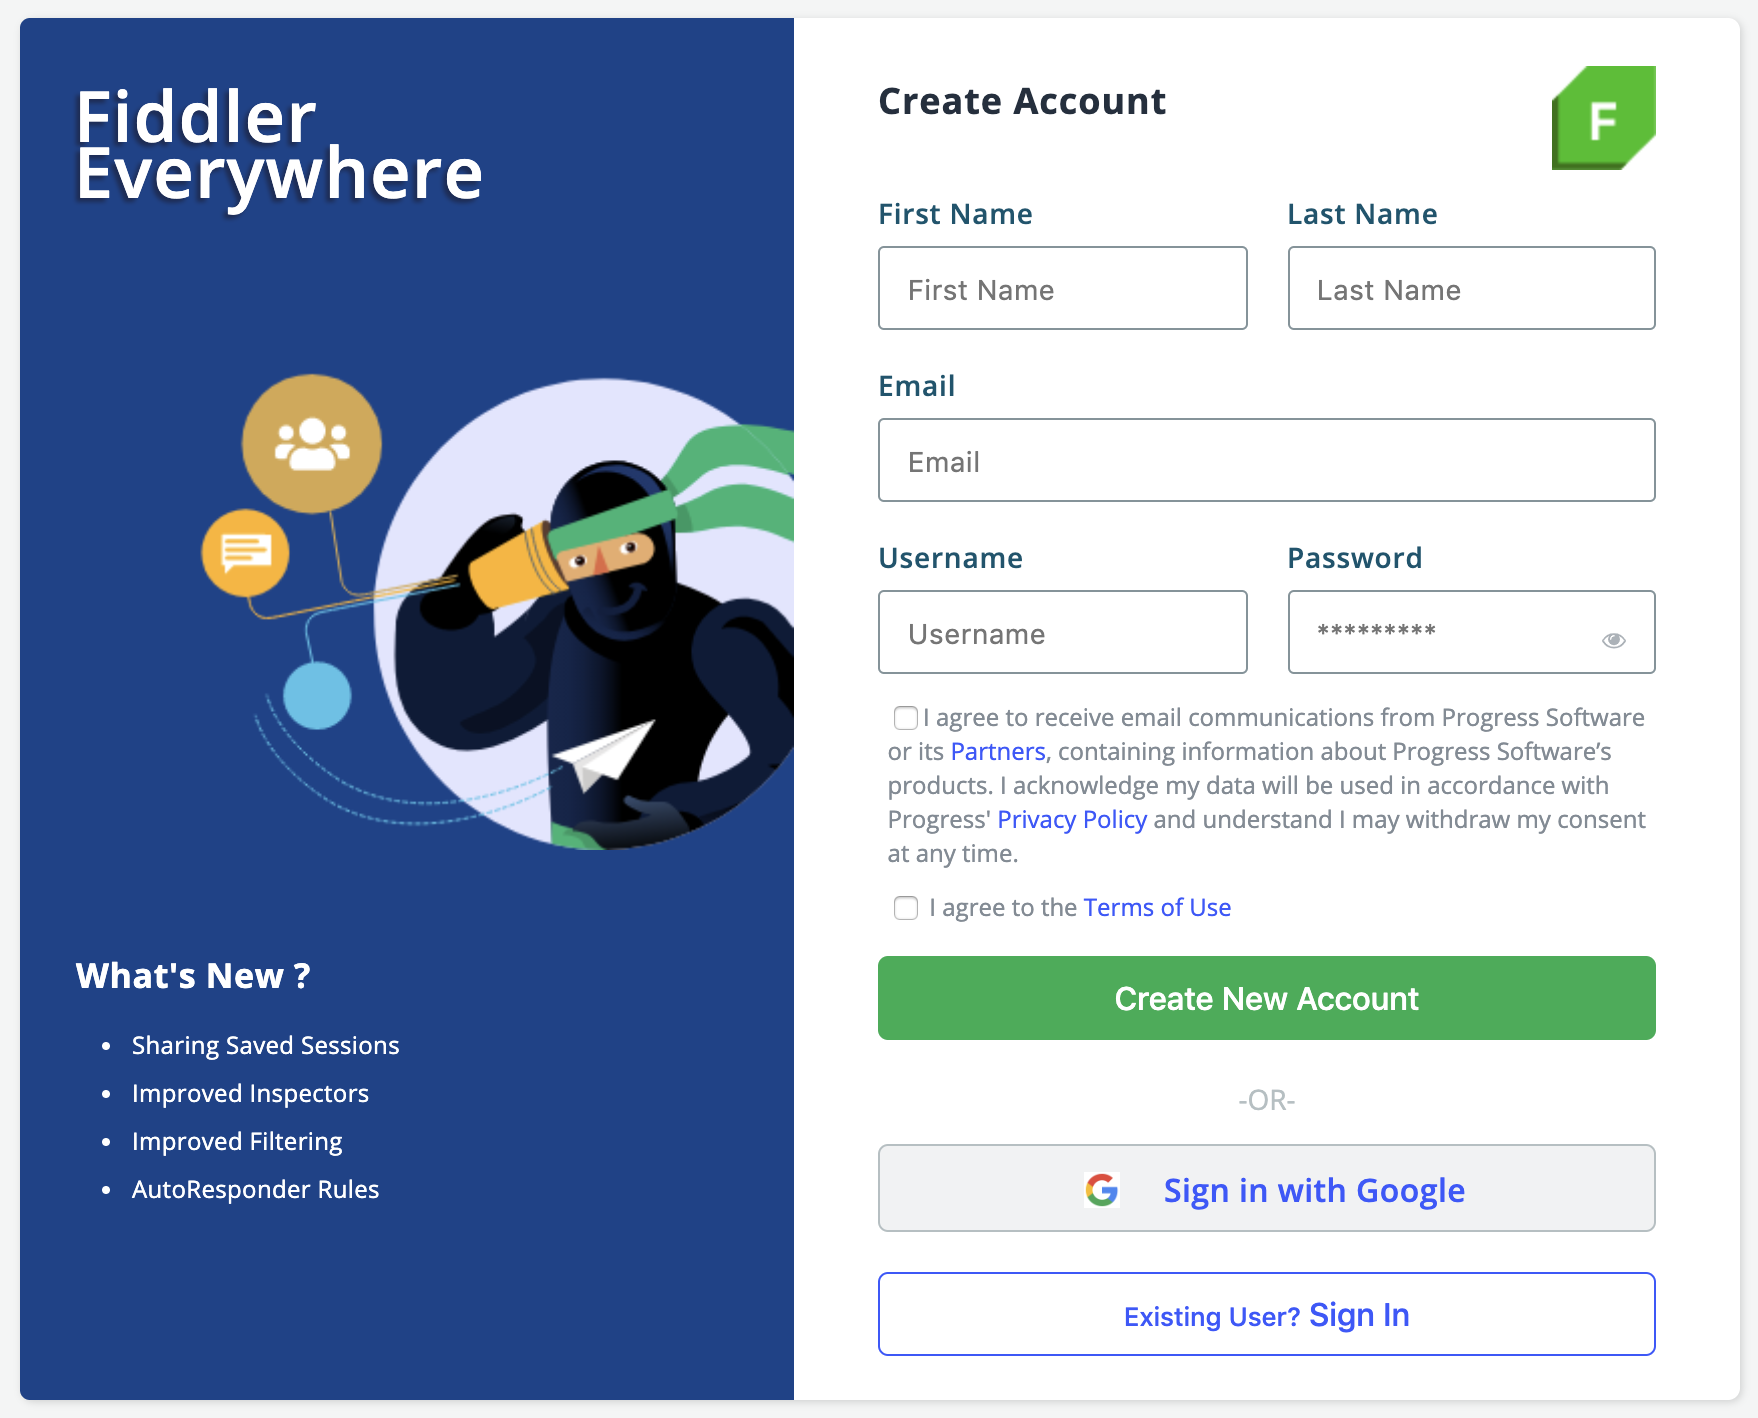 Fiddler
Everywhere
What's New ?
Sharing Saved Sessions
Improved Inspectors
Improved Filtering
AutoResponder Rules
Create Account
F
First Name
Last Name
First Name
Last Name
Email
Email
Username
Password
Username
*********
I agree to receive email communications from Progress Software
or its Partners, containing information about Progress Software’s
products. I acknowledge my data will be used in accordance with
Progress' Privacy Policy and understand I may withdraw my consent
at any time.
I agree to the Terms of Use
Create New Account
-OR-
G
Sign in with Google
Existing User? Sign In